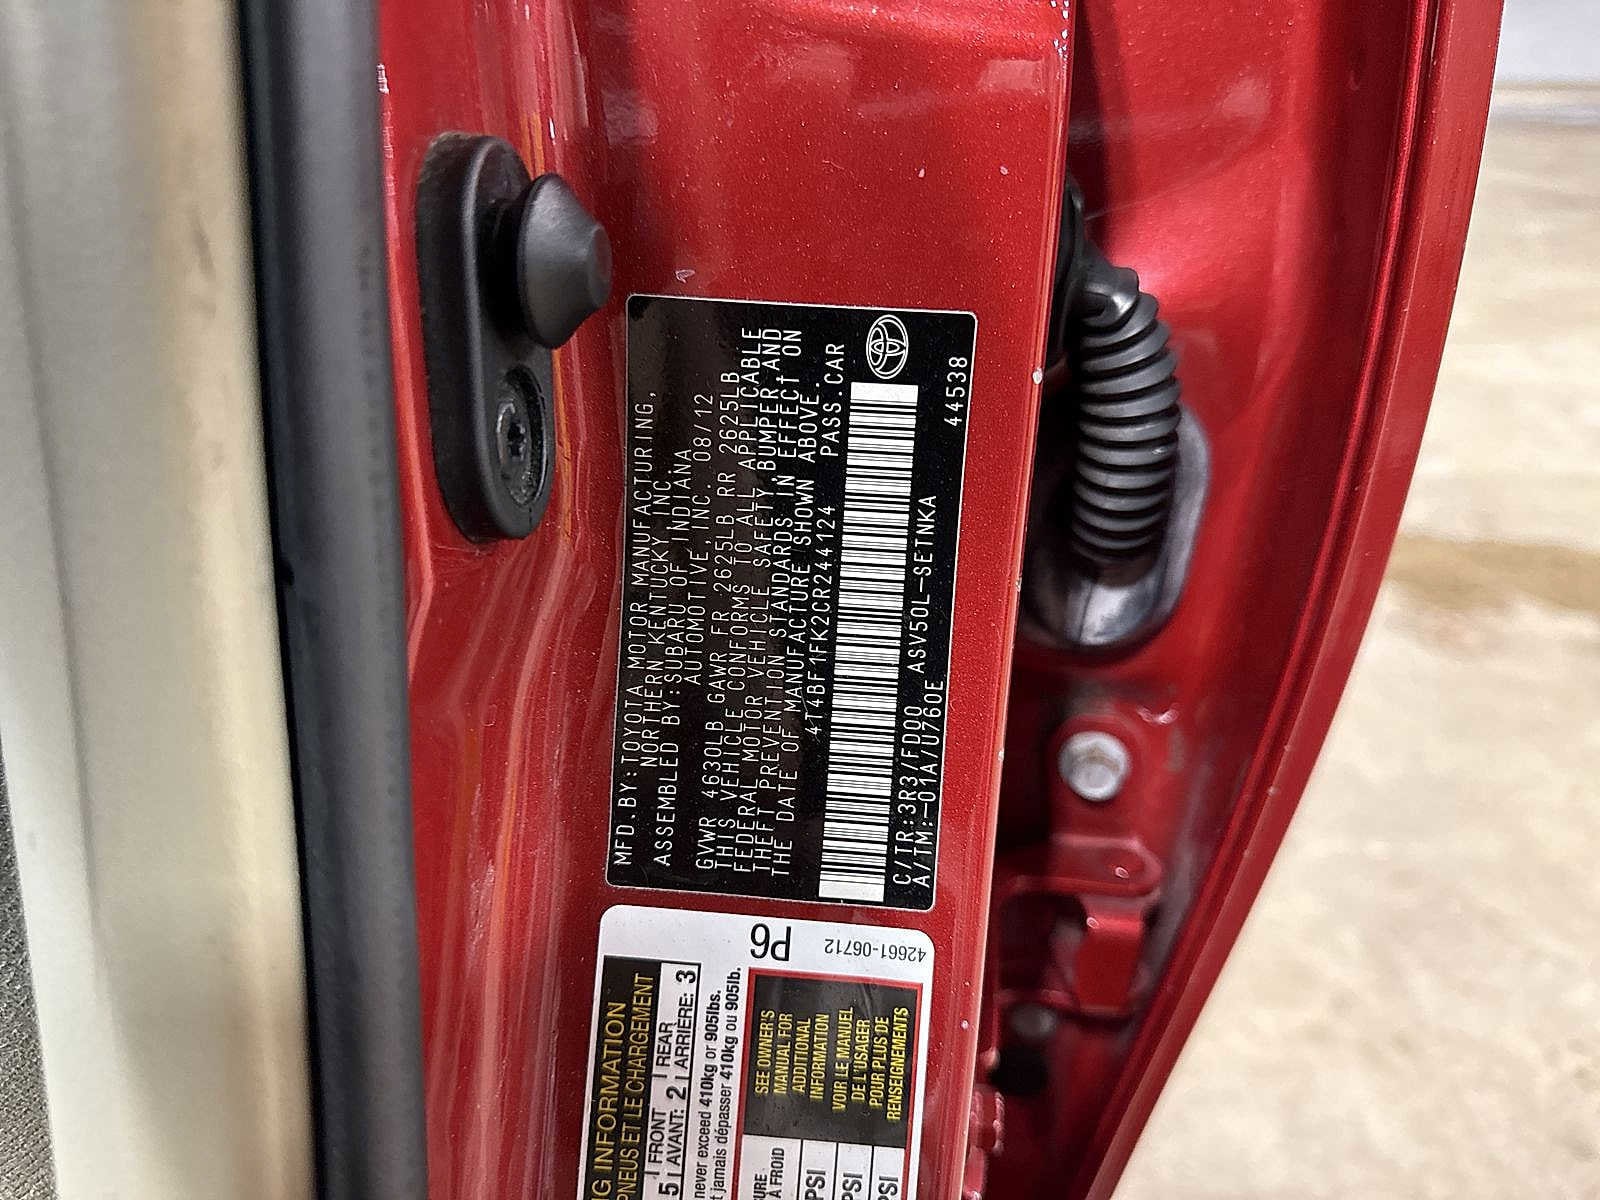 MFD.BY:TOYOTA MOTOR MANUFACTURING,
NORTHERN KENTUCKY, INC.
ASSEMBLED BY:SUBARU OF INDIANA
AUTOMOTIVE,INC. 08/12
GVWR 4630LB GAWR FR 2625LB RR 2625LB
THIS VEHICLE CONFORMS TO ALL APPLICABLE
FEDERAL MOTOR VEHICLE SAFETY,BUMPER AND
THEFT PREVENTION STANDARDS IN EFFECT ON
THE DATE OF MANUFACTURE SHOWN ABOVE.
4T4BF1FK2CR244124 PASS.CAR
C/TR:3R3/FD00 ASV50L-SETNKA
A/TM:-01A/U760E 44538
P6
42661-06712
NG INFORMATION
PNEUS ET LE CHARGEMENT
5 FRONT AVANT: 2 REAR ARRIÈRE: 3
never exceed 410kg or 905lbs.
t jamais dépasser 410kg ou 905lb.
SEE OWNER'S
MANUAL FOR
ADDITIONAL
INFORMATION
VOIR LE MANUEL
DE L'USAGER
POUR PLUS DE
RENSEIGNEMENTS
URE
À FROID
PSI
PSI
PSI